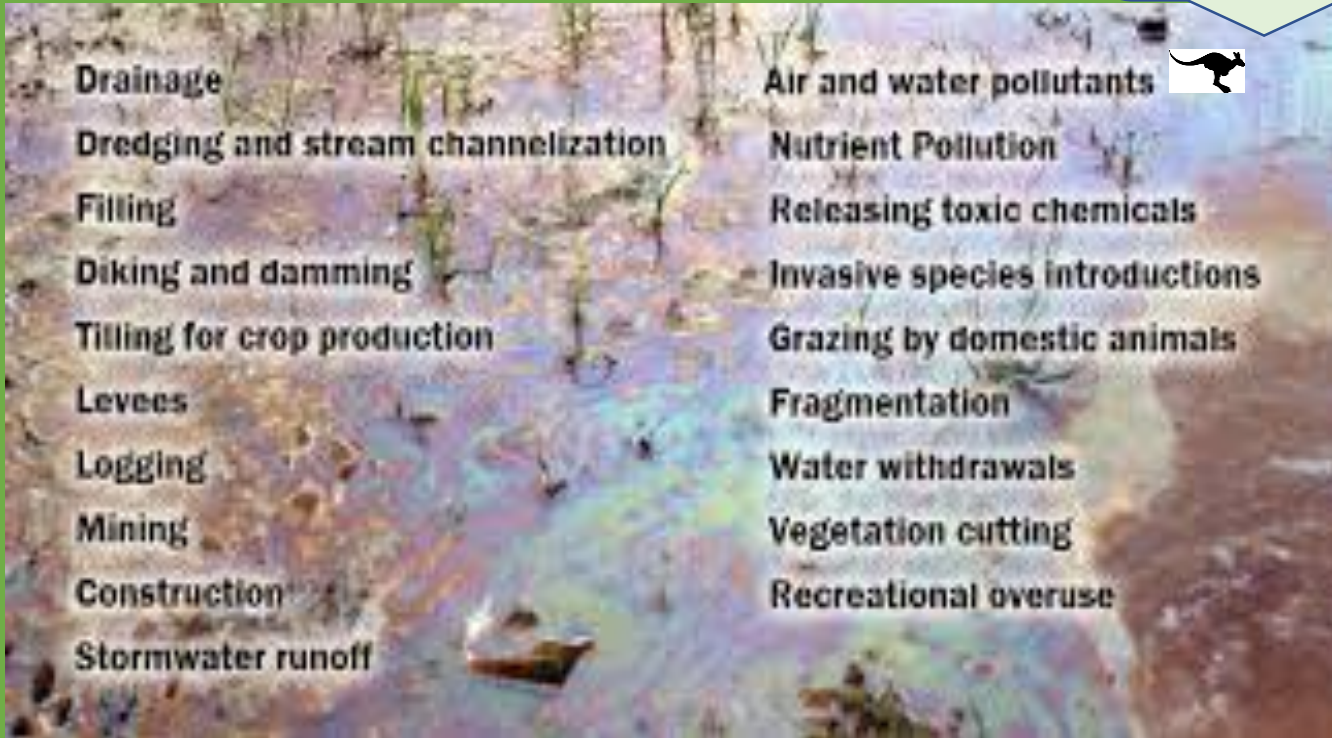 Drainage
Dredging and stream channelization
Filling
Diking and damming
Tilling for crop production
Levees
Logging
Mining
Construction
Stormwater runoff
Air and water pollutants
Nutrient Pollution
Releasing toxic chemicals
Invasive species introductions
Grazing by domestic animals
Fragmentation
Water withdrawals
Vegetation cutting
Recreational overuse